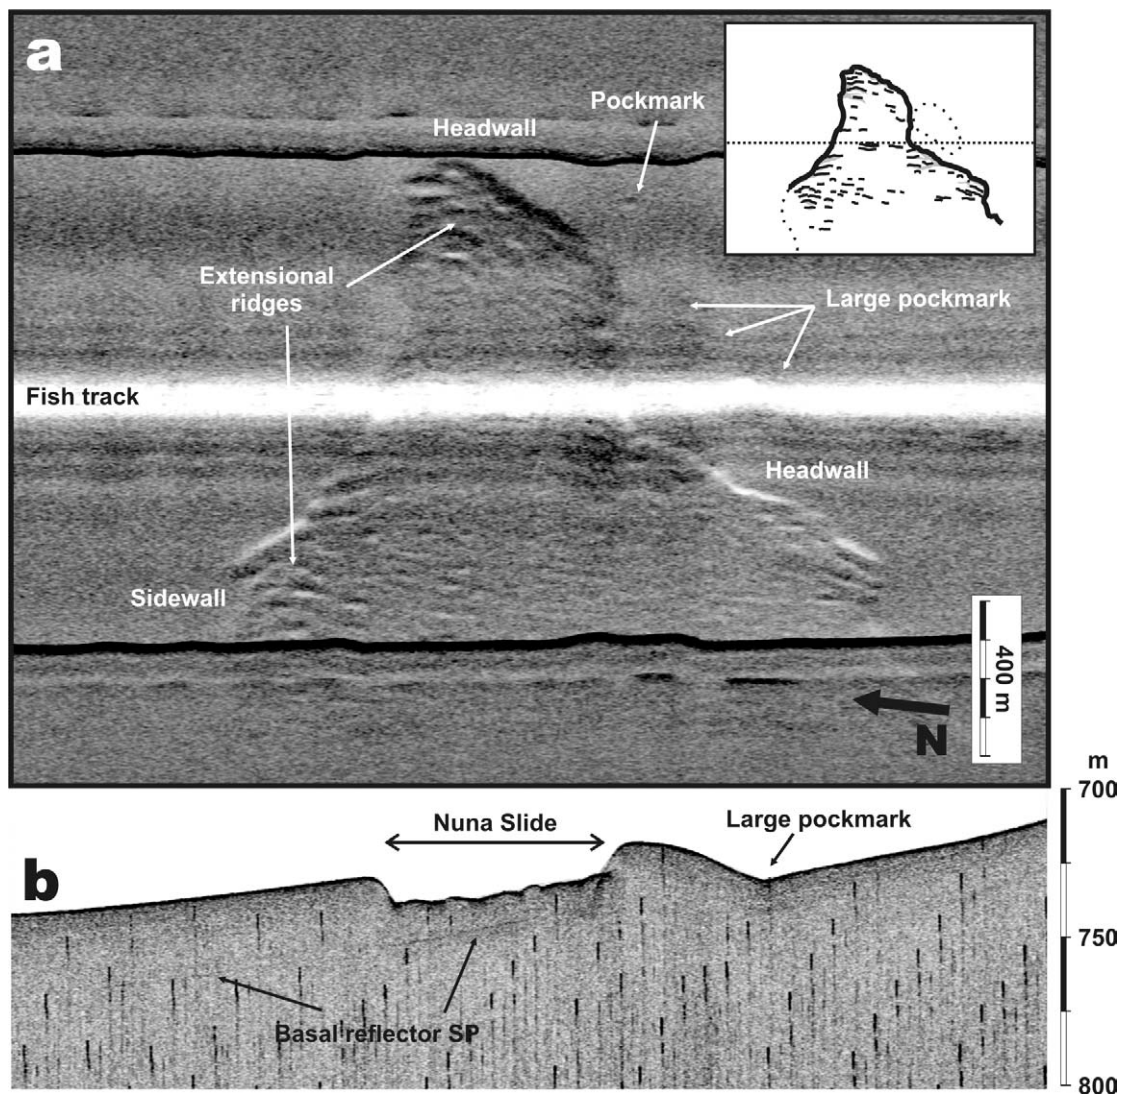 a
Pockmark
Headwall
Extensional
ridges
Large pockmark
Fish track
Headwall
Sidewall
400 m
N
m
700
Nuna Slide
Large pockmark
b
750
Basal reflector SP
800